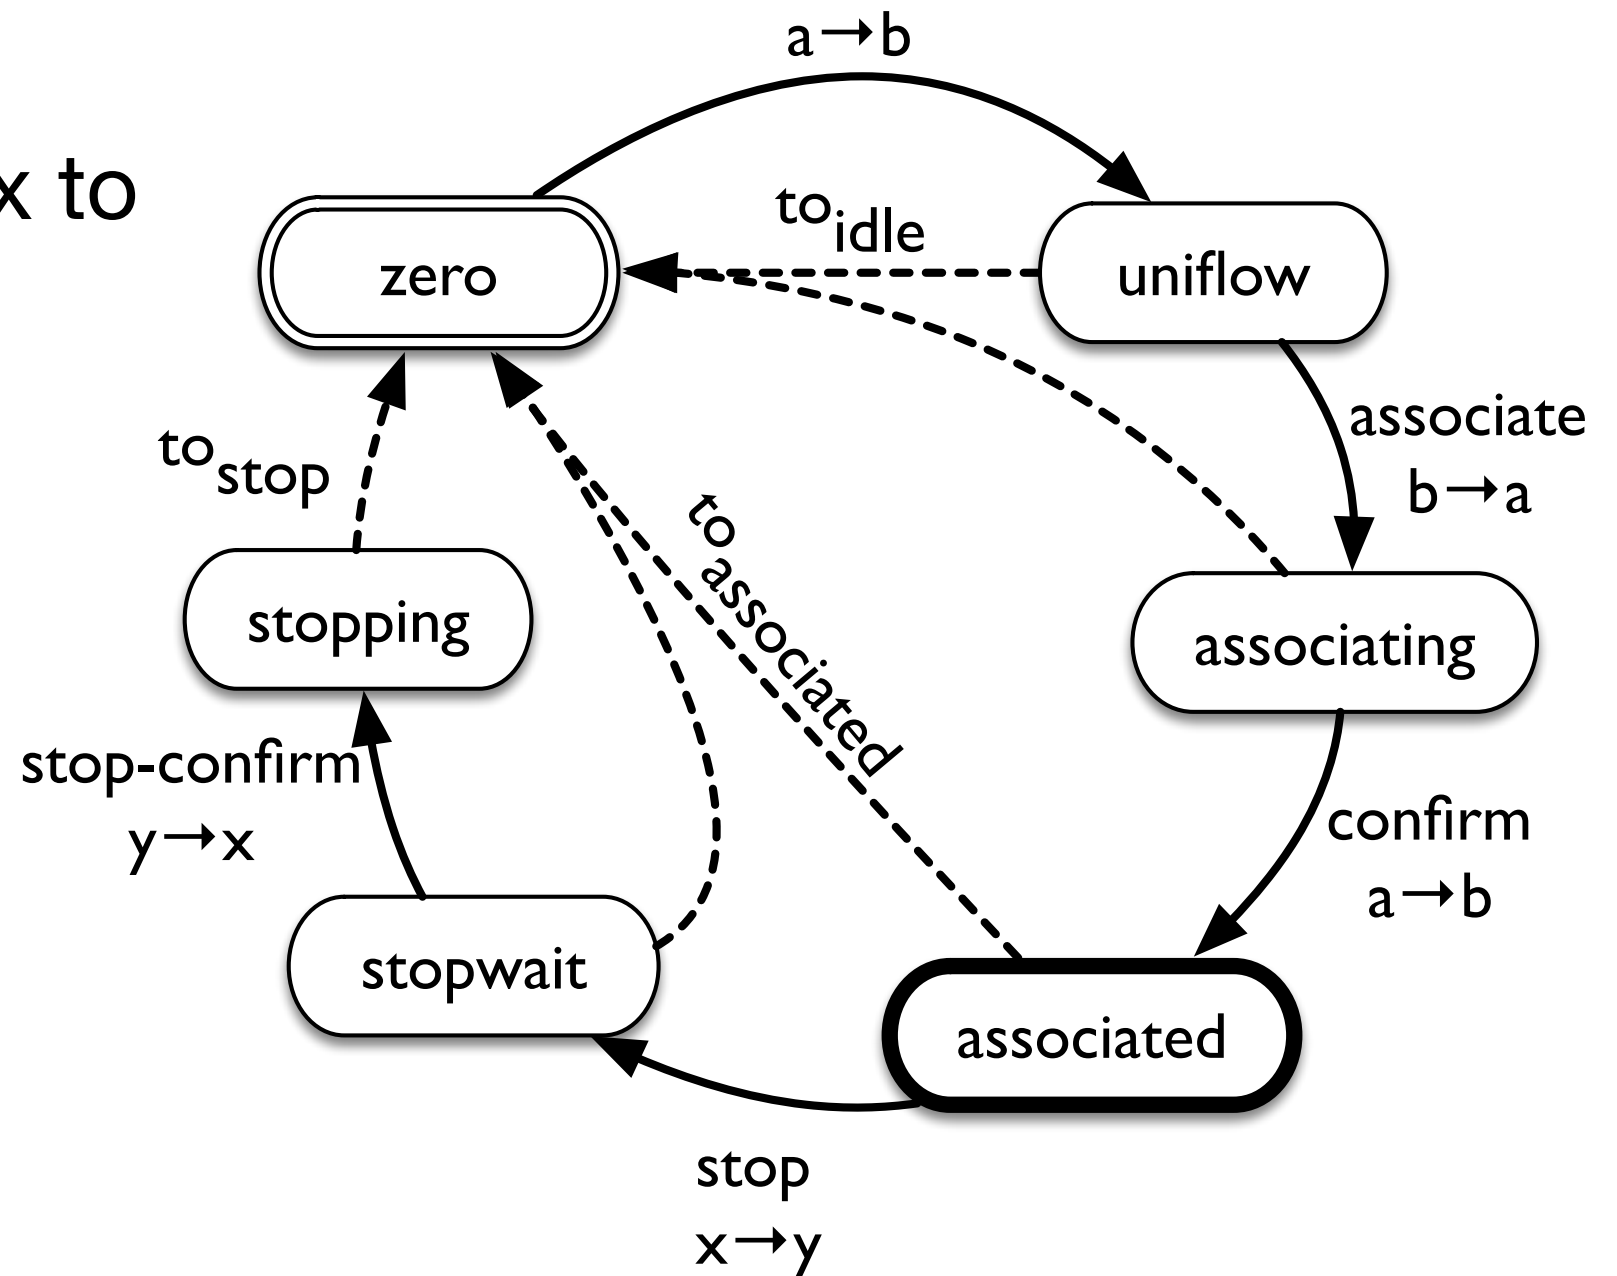 a→b
x to
to idle
zero
uniflow
associate
b→a
to stop
to associated
stopping
associating
stop-confirm
y→x
confirm
a→b
stopwait
associated
stop
x→y